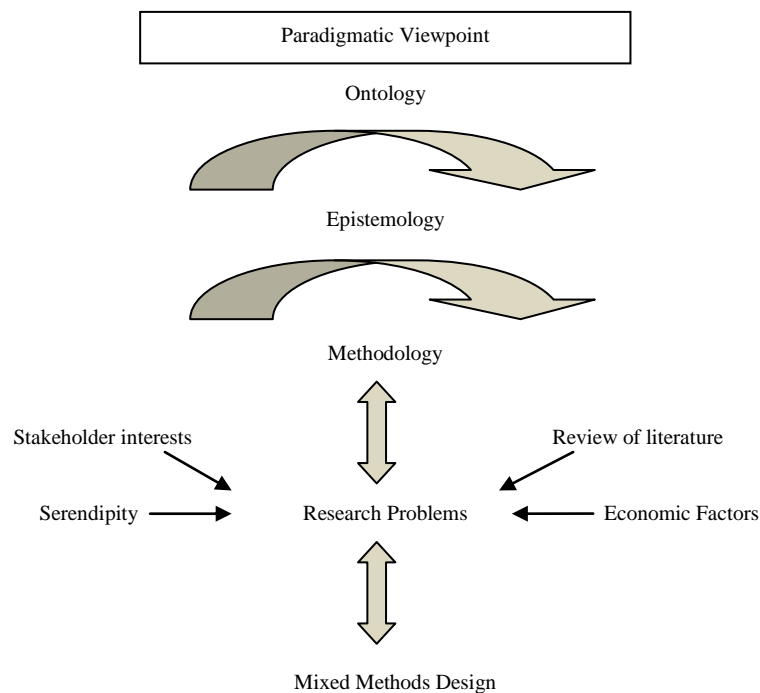 Paradigmatic Viewpoint
Ontology
Epistemology
Methodology
Stakeholder interests
Review of literature
Serendipity
Research Problems
Economic Factors
Mixed Methods Design